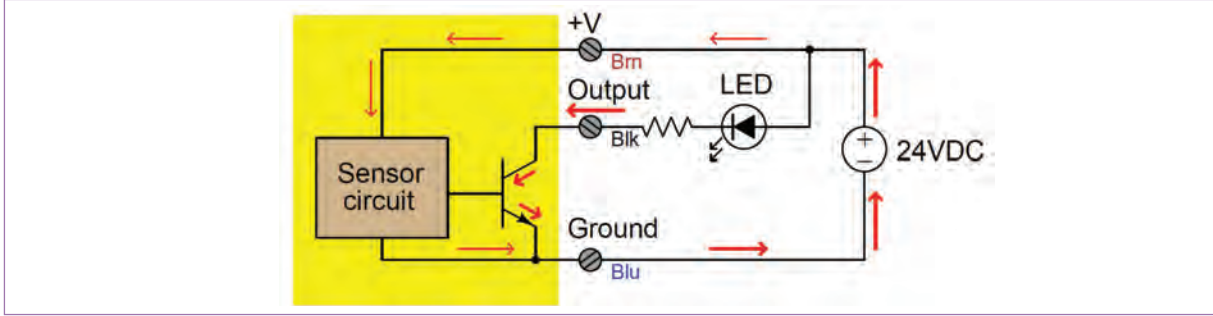 +V
Brn
Output
LED
Blk
+
−
24VDC
Sensor
circuit
Ground
Blu